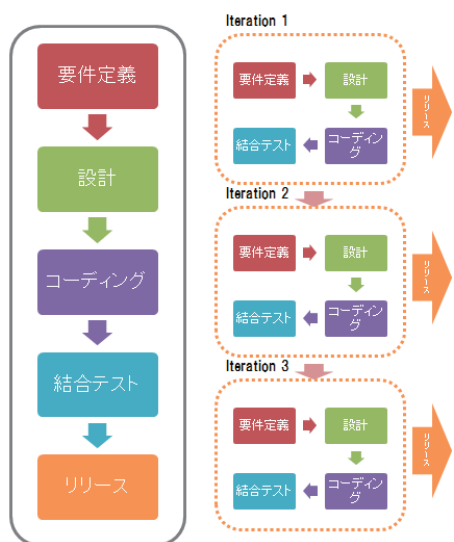 要件定義
設計
コーディング
結合テスト
リリース
Iteration 1
要件定義
設計
結合テスト
コーディン
グ
リリース
Iteration 2
要件定義
設計
結合テスト
コーディン
グ
リリース
Iteration 3
要件定義
設計
結合テスト
コーディン
グ
リリース